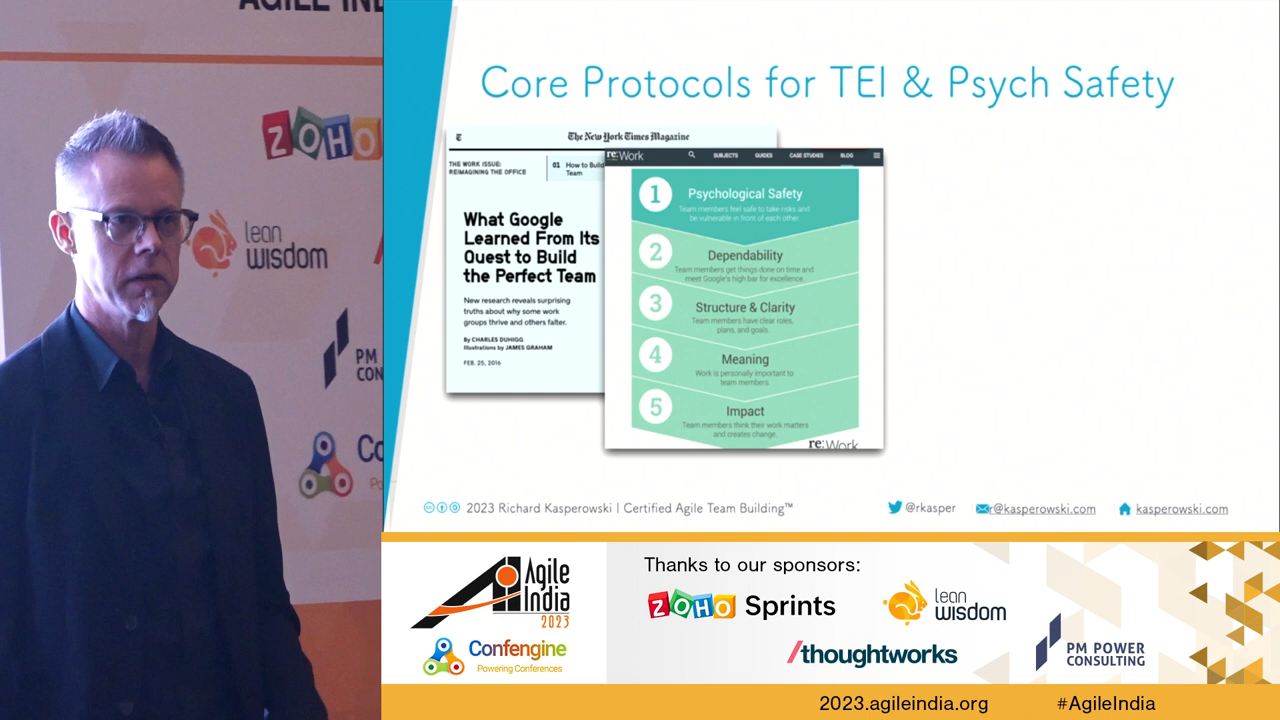 AGILE IND
ZOHO
lean
wisdom
PM
CON
Co
Po
Core Protocols for TEI & Psych Safety
T
The New York Times Magazine
THE WORK ISSUE:
REIMAGINING THE OFFICE
01 How to Build
Team
What Google
Learned From Its
Quest to Build
the Perfect Team
New research reveals surprising
truths about why some work
groups thrive and others falter.
By CHARLES DUHIGG
Illustrations by JAMES GRAHAM
FEB. 25, 2016
re:Work SUBJECTS GUIDES CASE STUDIES BLOG
1 Psychological Safety
Team members feel safe to take risks and
be vulnerable in front of each other.
2 Dependability
Team members get things done on time and
meet Google's high bar for excellence.
3 Structure & Clarity
Team members have clear roles,
plans, and goals.
4 Meaning
Work is personally important to
team members.
5 Impact
Team members think their work matters
and creates change.
re:Work
2023 Richard Kasperowski | Certified Agile Team Building™
@rkasper r@kasperowski.com kasperowski.com
Agile
India
2023
Confengine
Powering Conferences
Thanks to our sponsors:
ZOHO Sprints
lean
wisdom
/thoughtworks
PM POWER
CONSULTING
2023.agileindia.org #AgileIndia